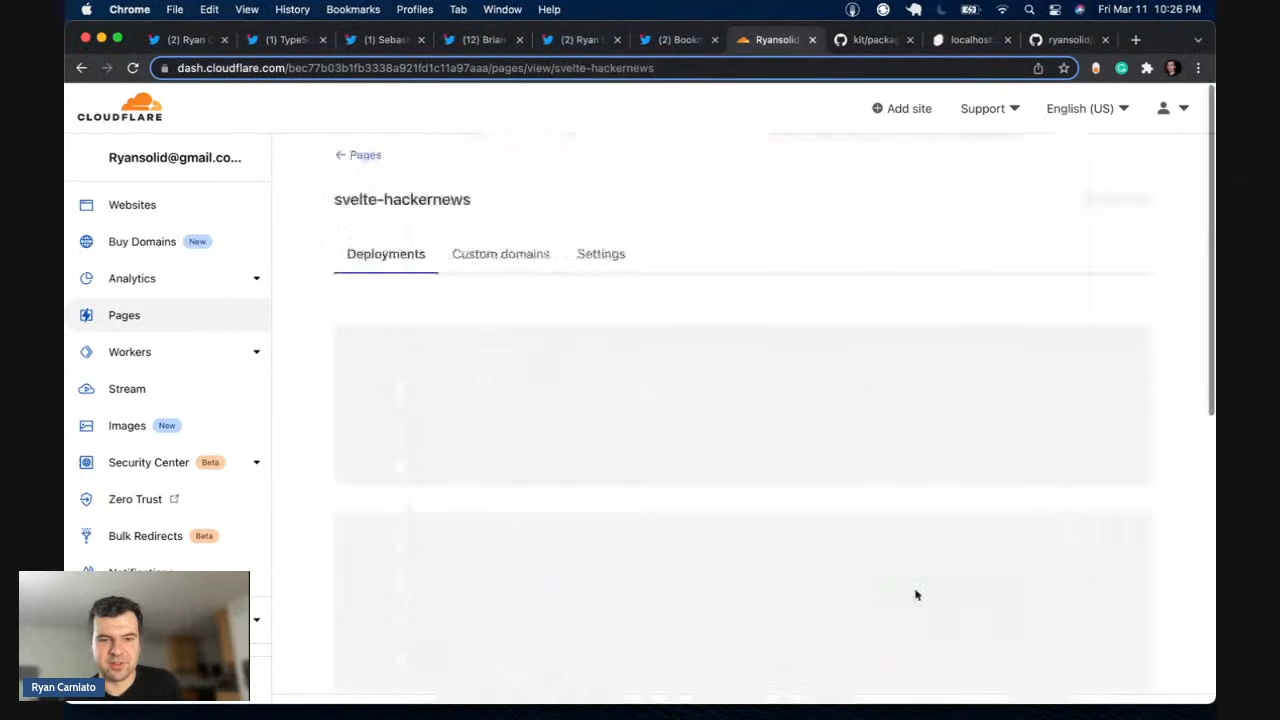 Chrome File Edit View History Bookmarks Profiles Tab Window Help Fri Mar 11 10:26 PM
(2) Ryan (1) TypeSc (1) Sebast (12) Brian (2) Ryan (2) Bookm Ryansolid kit/packag localhost: ryansolid/
dash.cloudflare.com/bec77b03b1fb3338a921fd1c11a97aaa/pages/view/svelte-hackernews
CLOUDFLARE
Add site Support English (US)
Ryansolid@gmail.co...
Websites
Buy Domains New
Analytics
Pages
Workers
Stream
Images New
Security Center Beta
Zero Trust
Bulk Redirects Beta
Notifications
← Pages
svelte-hackernews
Deployments Custom domains Settings
Ryan Carniato